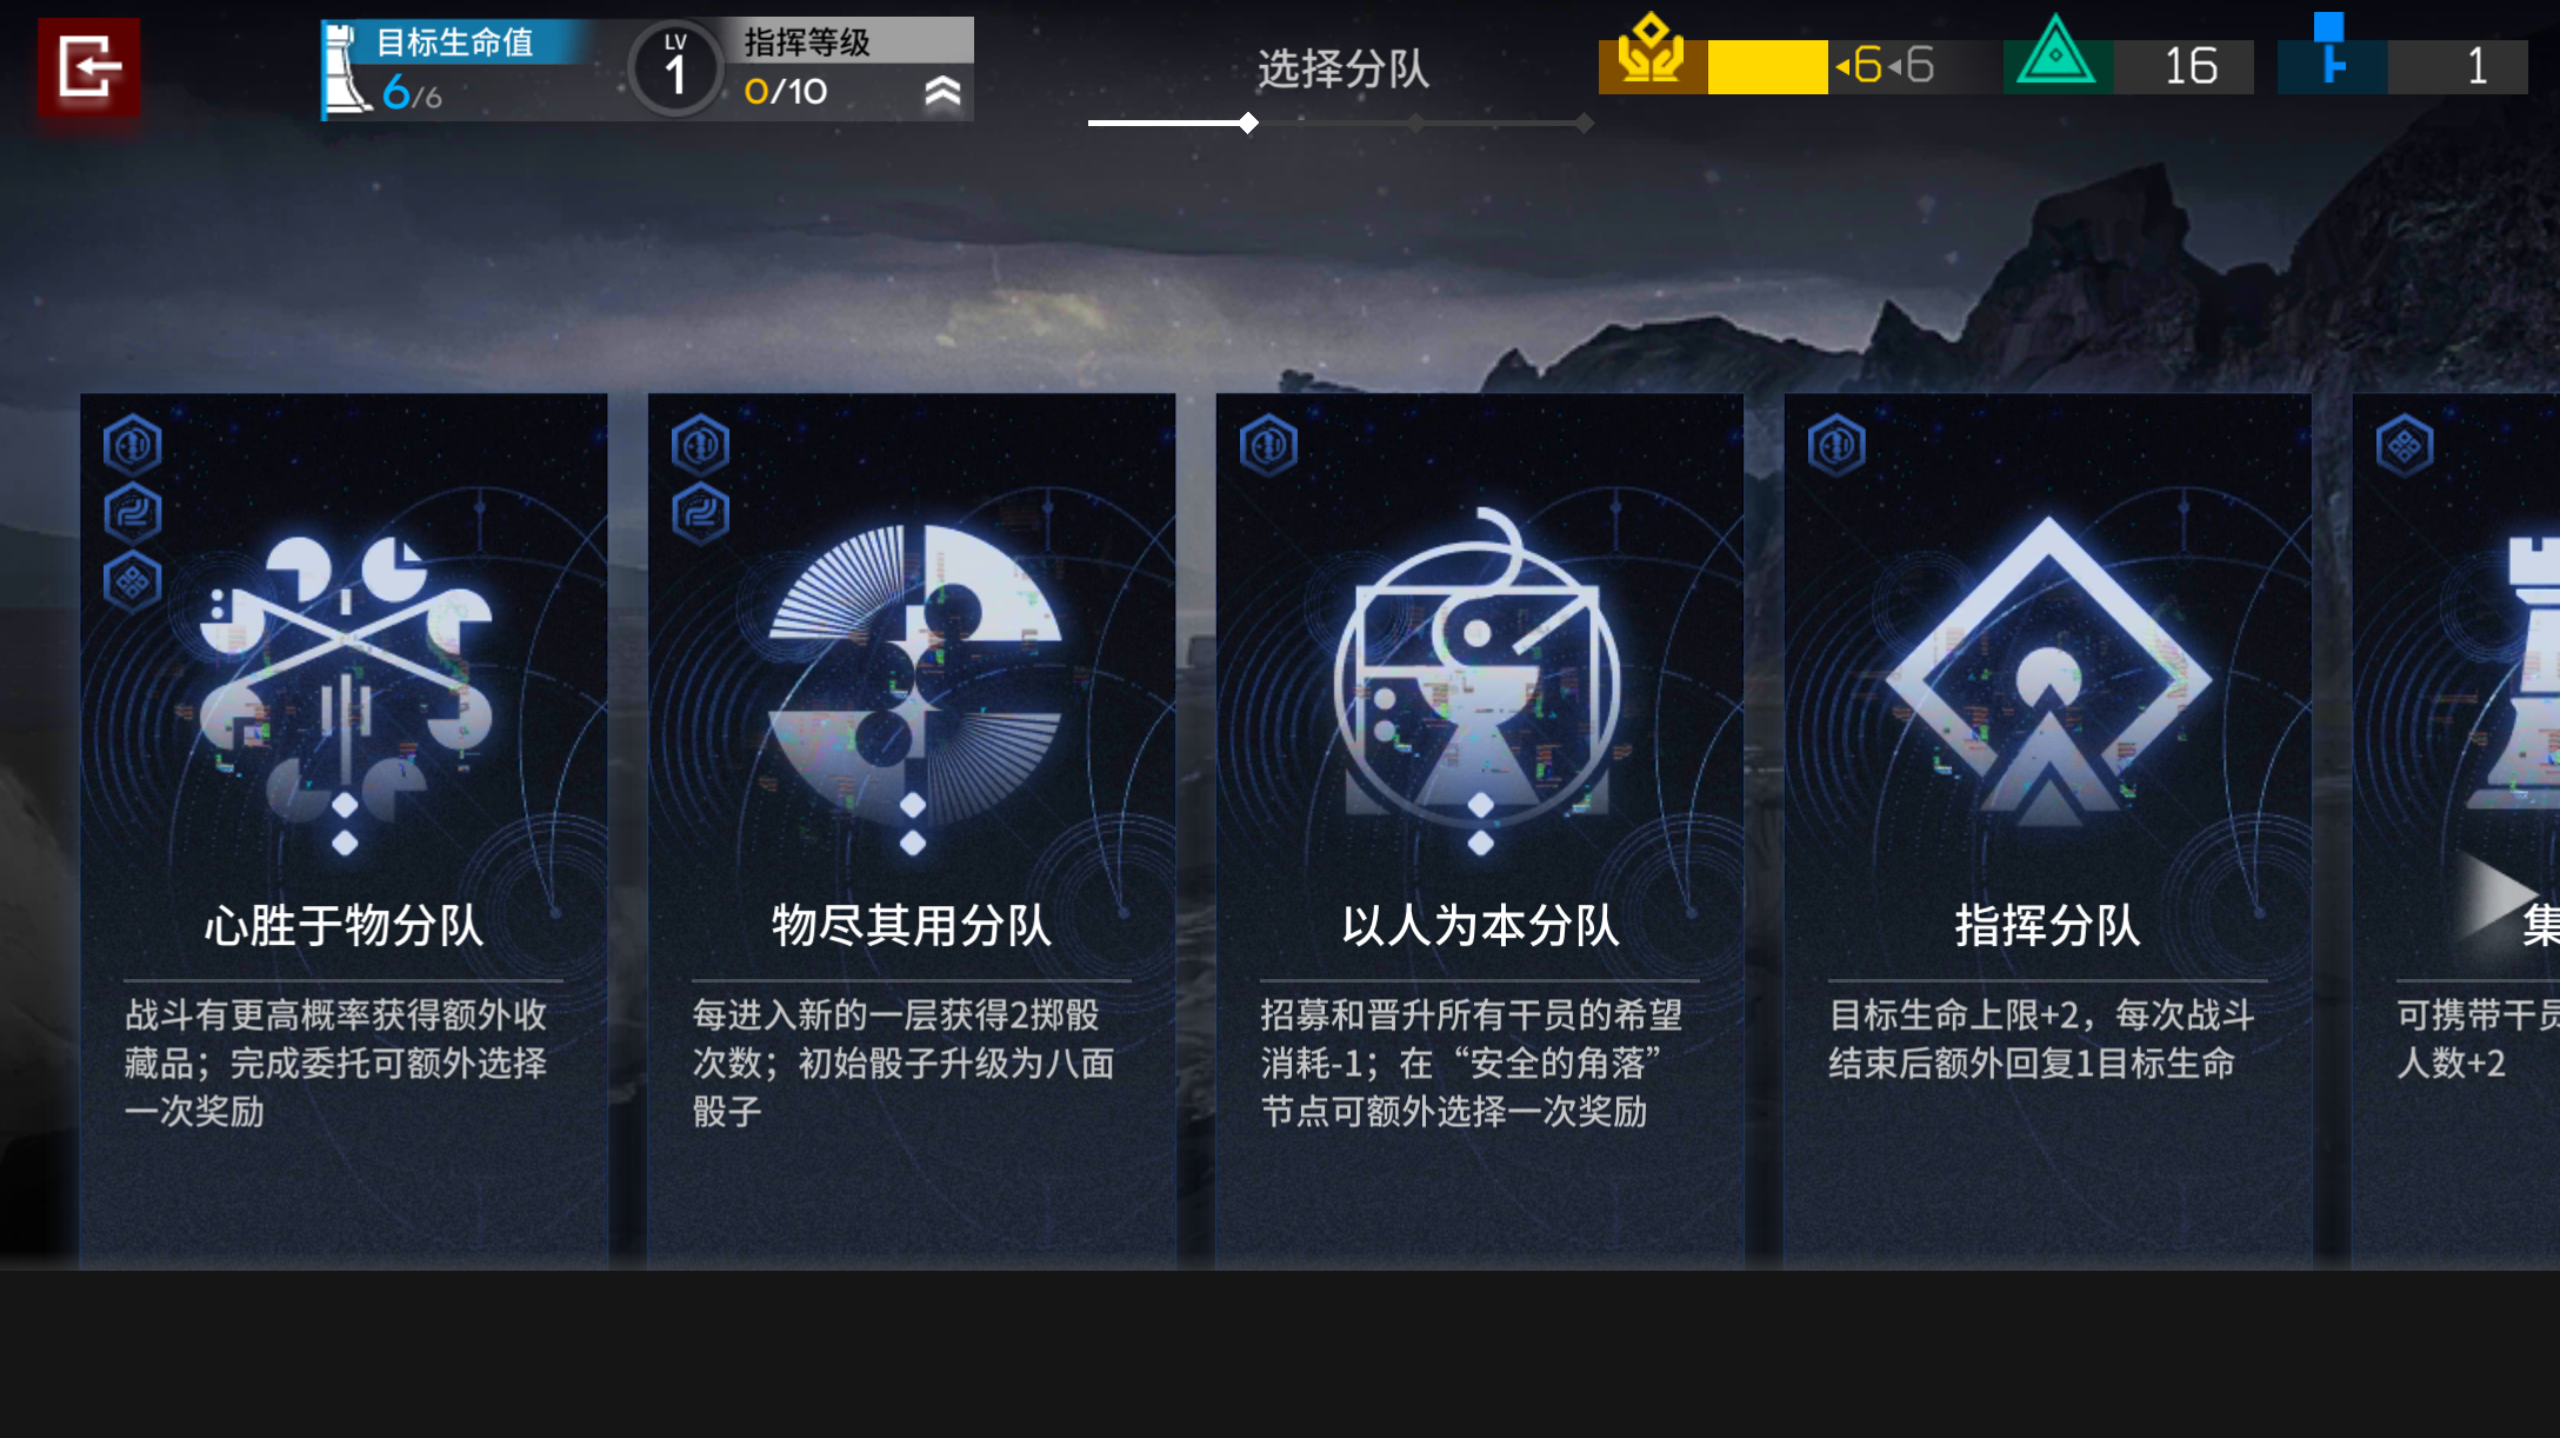 目标生命值
6/6
LV
1
指挥等级
0/10
选择分队
6 6
16
1
心胜于物分队
战斗有更高概率获得额外收
藏品；完成委托可额外选择
一次奖励
物尽其用分队
每进入新的一层获得2掷骰
次数；初始骰子升级为八面
骰子
以人为本分队
招募和晋升所有干员的希望
消耗-1；在“安全的角落”
节点可额外选择一次奖励
指挥分队
目标生命上限+2，每次战斗
结束后额外回复1目标生命
集
可携带干员
人数+2